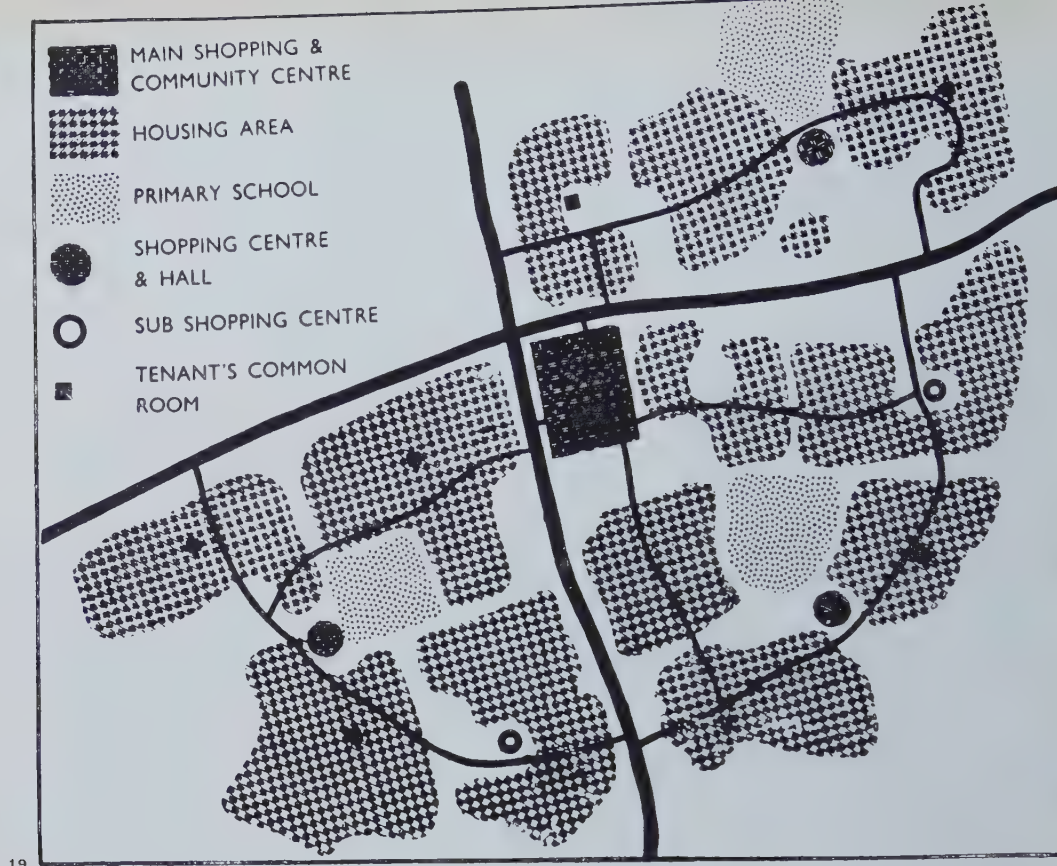 MAIN SHOPPING &
COMMUNITY CENTRE
HOUSING AREA
PRIMARY SCHOOL
SHOPPING CENTRE
& HALL
SUB SHOPPING CENTRE
TENANT'S COMMON
ROOM
19